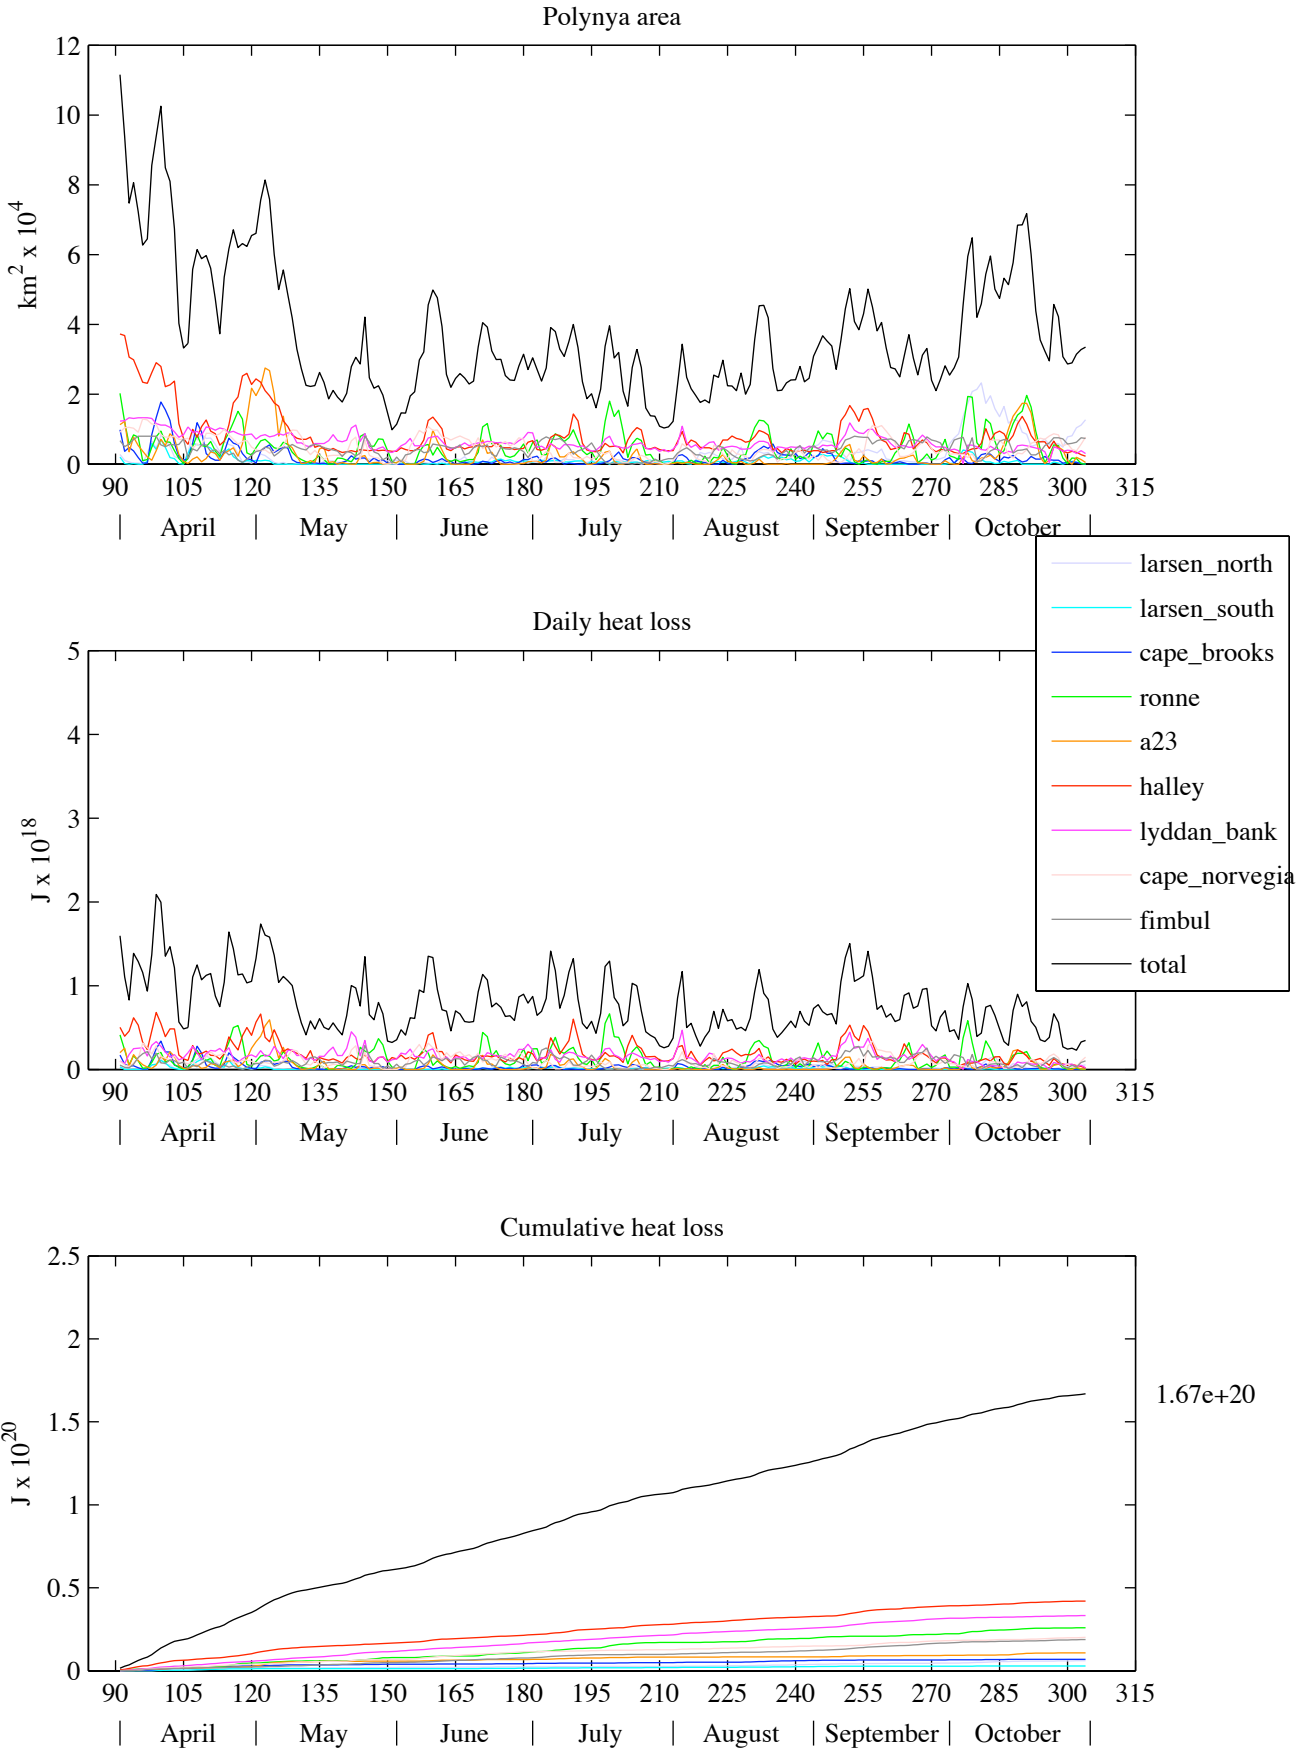 Polynya area
km² x 10⁴
12
10
8
6
4
2
0
90 105 120 135 150 165 180 195 210 225 240 255 270 285 300 315
| April | May | June | July | August | September | October |
larsen_north
larsen_south
cape_brooks
ronne
a23
halley
lyddan_bank
cape_norvegia
fimbul
total
Daily heat loss
J x 10¹⁸
5
4
3
2
1
0
90 105 120 135 150 165 180 195 210 225 240 255 270 285 300 315
| April | May | June | July | August | September | October |
Cumulative heat loss
J x 10²⁰
2.5
2
1.5
1
0.5
0
1.67e+20
90 105 120 135 150 165 180 195 210 225 240 255 270 285 300 315
| April | May | June | July | August | September | October |